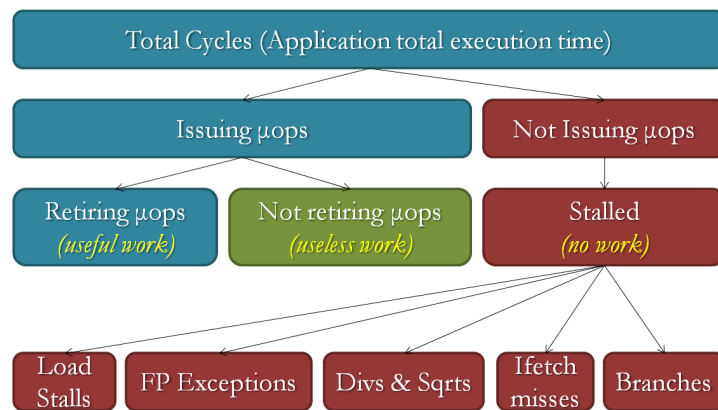 Total Cycles (Application total execution time)
Issuing μops
Not Issuing μops
Retiring μops
(useful work)
Not retiring μops
(useless work)
Stalled
(no work)
Load
Stalls
FP Exceptions
Divs & Sqrts
Ifetch
misses
Branches